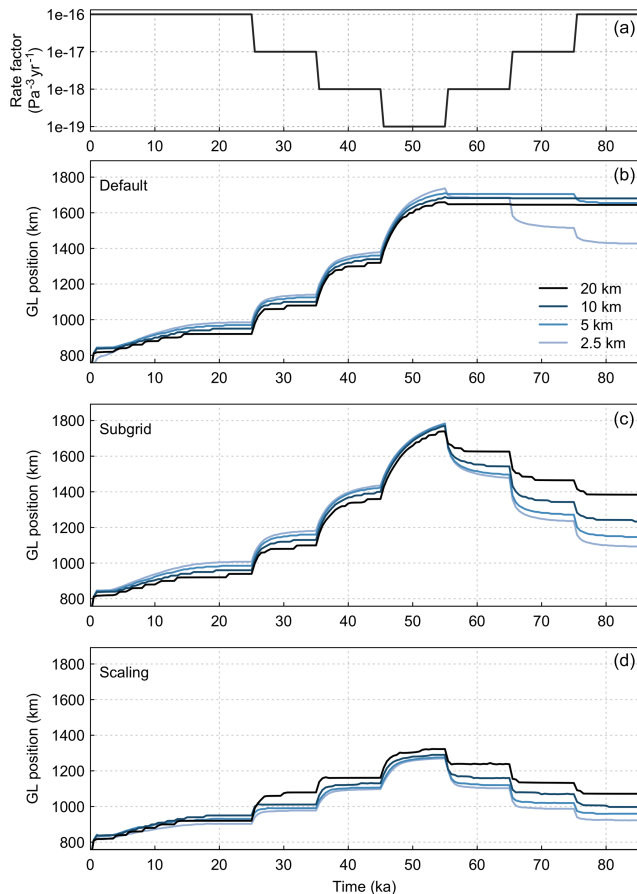 (a)
Rate factor
(Pa-3 yr-1)
1e-16
1e-17
1e-18
1e-19
0 10 20 30 40 50 60 70 80
(b)
Default
GL position (km)
1800
1600
1400
1200
1000
800
20 km
10 km
5 km
2.5 km
0 10 20 30 40 50 60 70 80
(c)
Subgrid
GL position (km)
1800
1600
1400
1200
1000
800
0 10 20 30 40 50 60 70 80
(d)
Scaling
GL position (km)
1800
1600
1400
1200
1000
800
0 10 20 30 40 50 60 70 80
Time (ka)